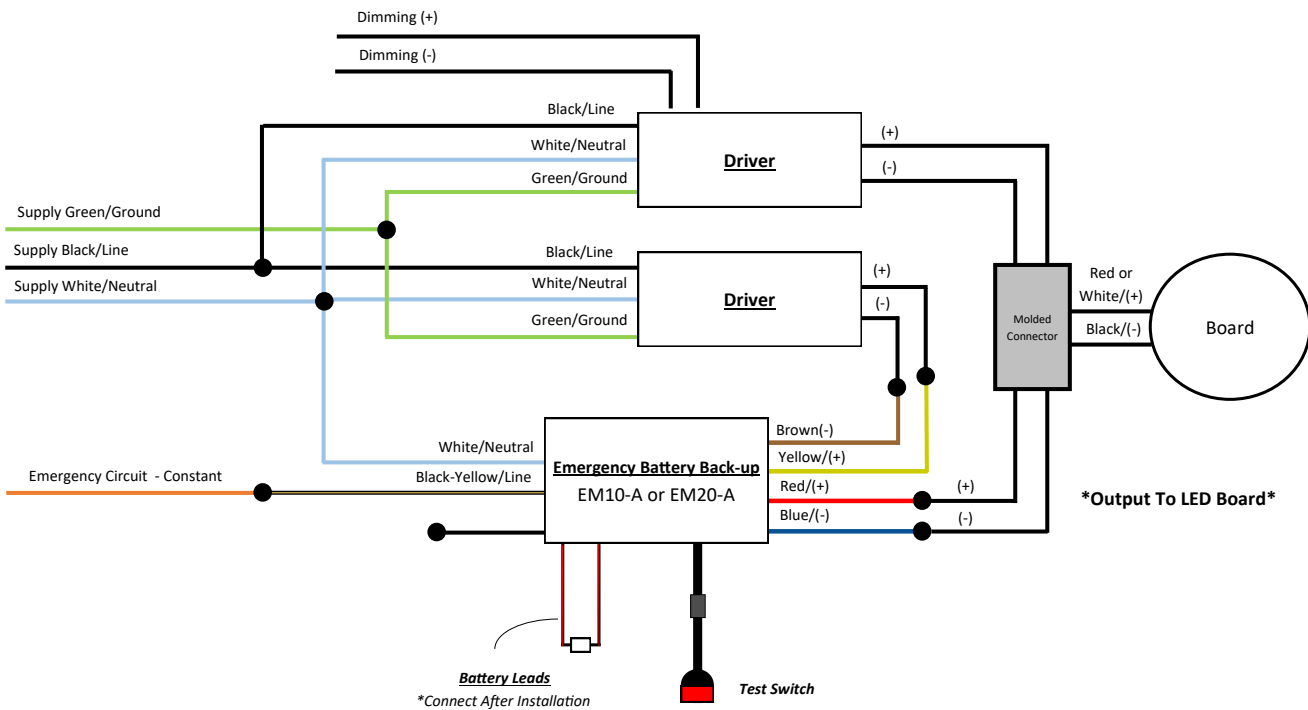 Dimming (+)
Dimming (-)
Black/Line
White/Neutral
Green/Ground
Driver
(+)
(-)
Supply Green/Ground
Supply Black/Line
Supply White/Neutral
Black/Line
White/Neutral
Green/Ground
Driver
(+)
(-)
Molded
Connector
Red or
White/(+)
Black/(-)
Board
White/Neutral
Black-Yellow/Line
Emergency Circuit - Constant
Emergency Battery Back-up
EM10-A or EM20-A
Brown(-)
Yellow/(+)
Red/(+)
Blue/(-)
(+)
(-)
*Output To LED Board*
Battery Leads
*Connect After Installation
Test Switch